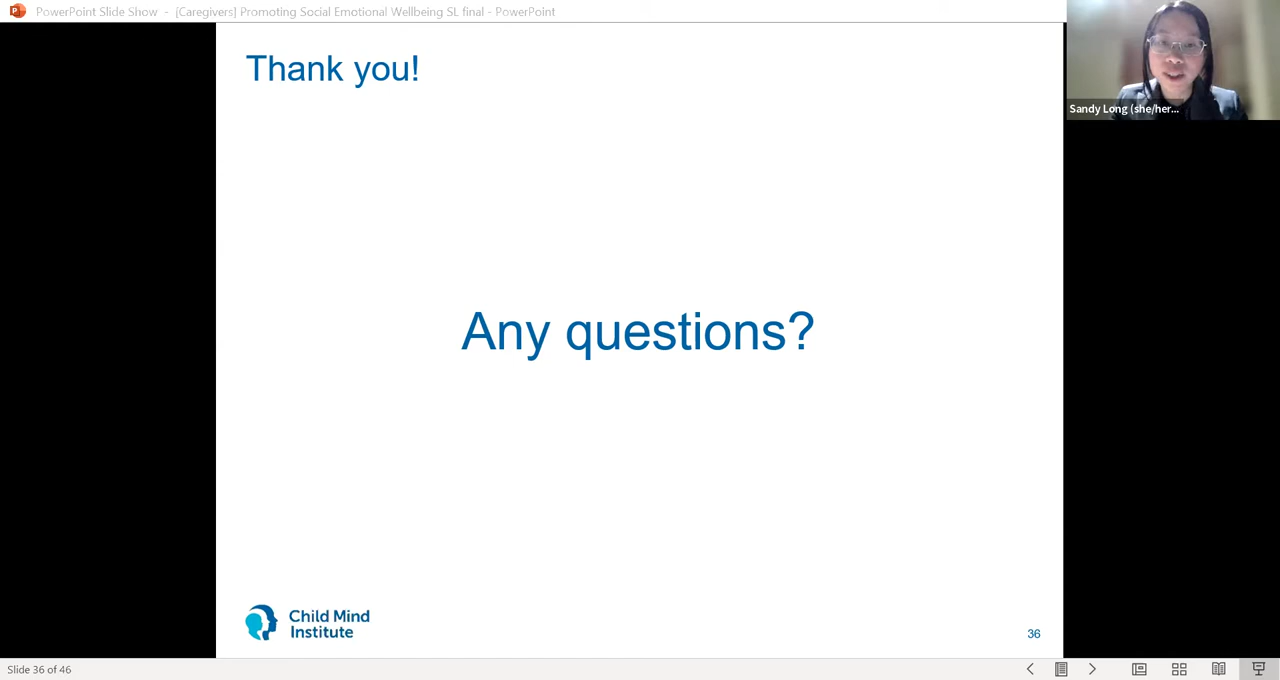 PowerPoint Slide Show - [Caregivers] Promoting Social Emotional Wellbeing SL final - PowerPoint
Sandy Long (she/her...
Thank you!
Any questions?
Child Mind
Institute
36
Slide 36 of 46